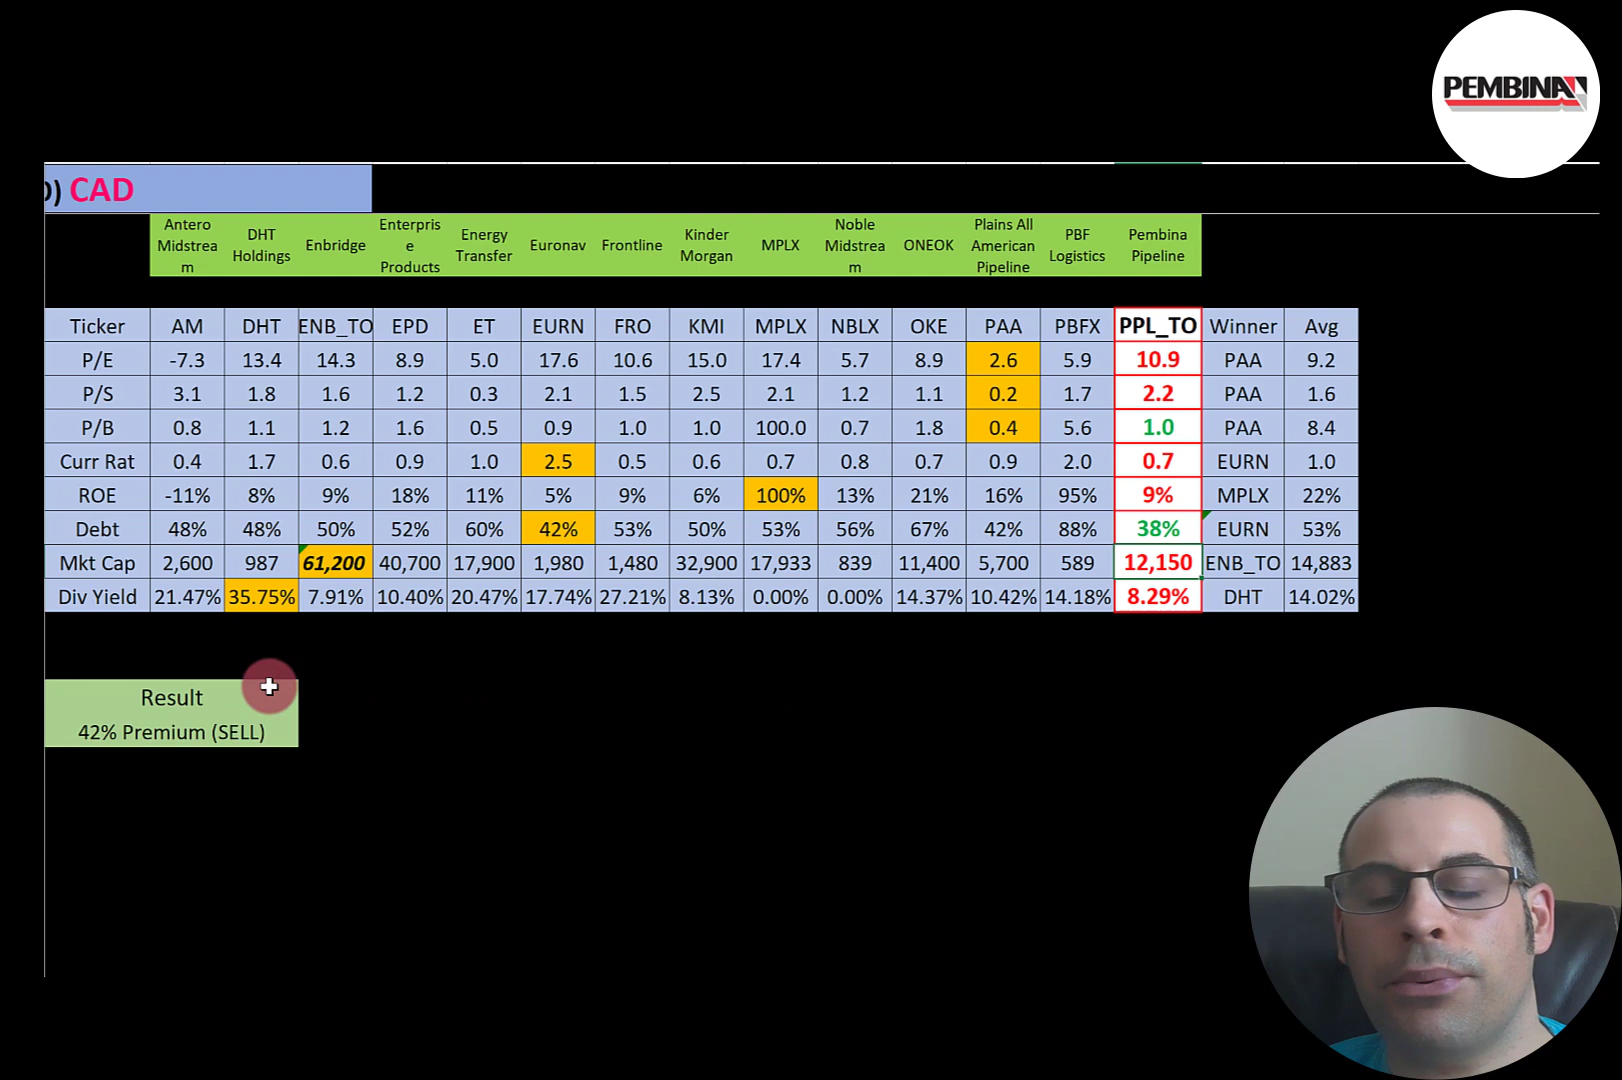 PEMBINA
) CAD
Antero Midstrea m
DHT Holdings
Enbridge
Enterpris e Products
Energy Transfer
Euronav
Frontline
Kinder Morgan
MPLX
Noble Midstrea m
ONEOK
Plains All American Pipeline
PBF Logistics
Pembina Pipeline
Ticker AM DHT ENB_TO EPD ET EURN FRO KMI MPLX NBLX OKE PAA PBFX PPL_TO Winner Avg
P/E -7.3 13.4 14.3 8.9 5.0 17.6 10.6 15.0 17.4 5.7 8.9 2.6 5.9 10.9 PAA 9.2
P/S 3.1 1.8 1.6 1.2 0.3 2.1 1.5 2.5 2.1 1.2 1.1 0.2 1.7 2.2 PAA 1.6
P/B 0.8 1.1 1.2 1.6 0.5 0.9 1.0 1.0 100.0 0.7 1.8 0.4 5.6 1.0 PAA 8.4
Curr Rat 0.4 1.7 0.6 0.9 1.0 2.5 0.5 0.6 0.7 0.8 0.7 0.9 2.0 0.7 EURN 1.0
ROE -11% 8% 9% 18% 11% 5% 9% 6% 100% 13% 21% 16% 95% 9% MPLX 22%
Debt 48% 48% 50% 52% 60% 42% 53% 50% 53% 56% 67% 42% 88% 38% EURN 53%
Mkt Cap 2,600 987 61,200 40,700 17,900 1,980 1,480 32,900 17,933 839 11,400 5,700 589 12,150 ENB_TO 14,883
Div Yield 21.47% 35.75% 7.91% 10.40% 20.47% 17.74% 27.21% 8.13% 0.00% 0.00% 14.37% 10.42% 14.18% 8.29% DHT 14.02%
Result
42% Premium (SELL)